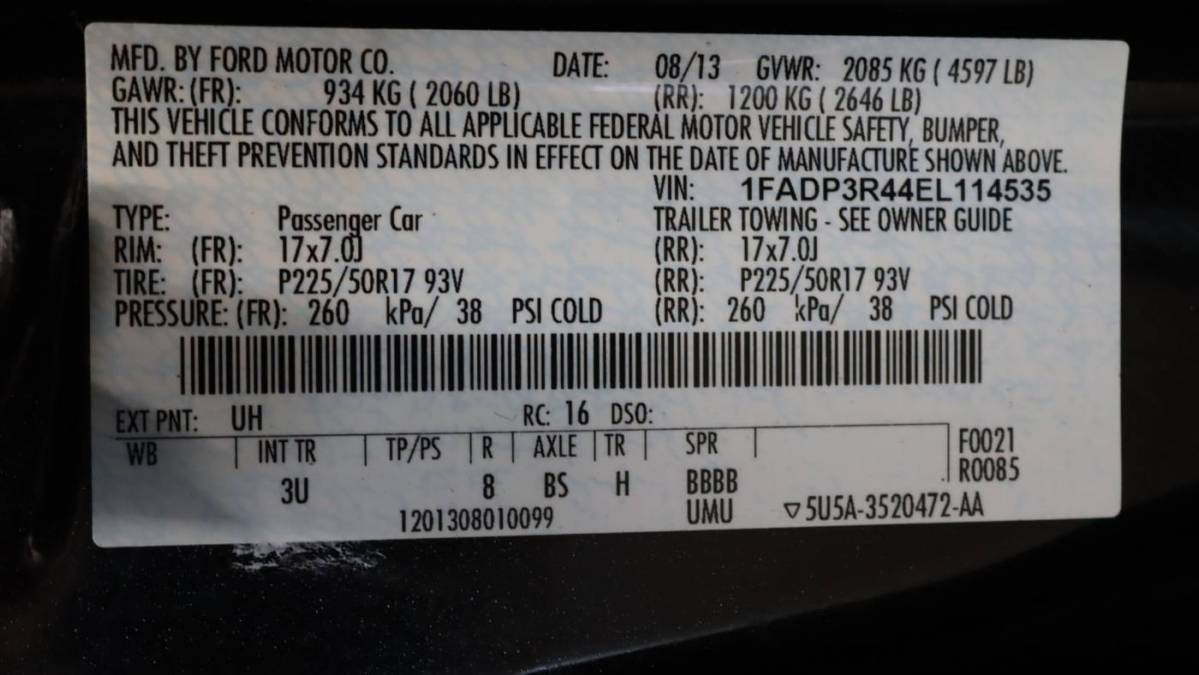 MFD. BY FORD MOTOR CO. DATE: 08/13 GVWR: 2085 KG ( 4597 LB)
GAWR: (FR): 934 KG ( 2060 LB) (RR): 1200 KG ( 2646 LB)
THIS VEHICLE CONFORMS TO ALL APPLICABLE FEDERAL MOTOR VEHICLE SAFETY, BUMPER,
AND THEFT PREVENTION STANDARDS IN EFFECT ON THE DATE OF MANUFACTURE SHOWN ABOVE.
VIN: 1FADP3R44EL114535
TYPE: Passenger Car TRAILER TOWING - SEE OWNER GUIDE
RIM: (FR): 17x7.0J (RR): 17x7.0J
TIRE: (FR): P225/50R17 93V (RR): P225/50R17 93V
PRESSURE: (FR): 260 kPa/ 38 PSI COLD (RR): 260 kPa/ 38 PSI COLD
EXT PNT: UH RC: 16 DSO:
WB INT TR TP/PS R AXLE TR SPR F0021
R0085
3U 8 BS H BBBB
1201308010099 UMU ▽5U5A-3520472-AA